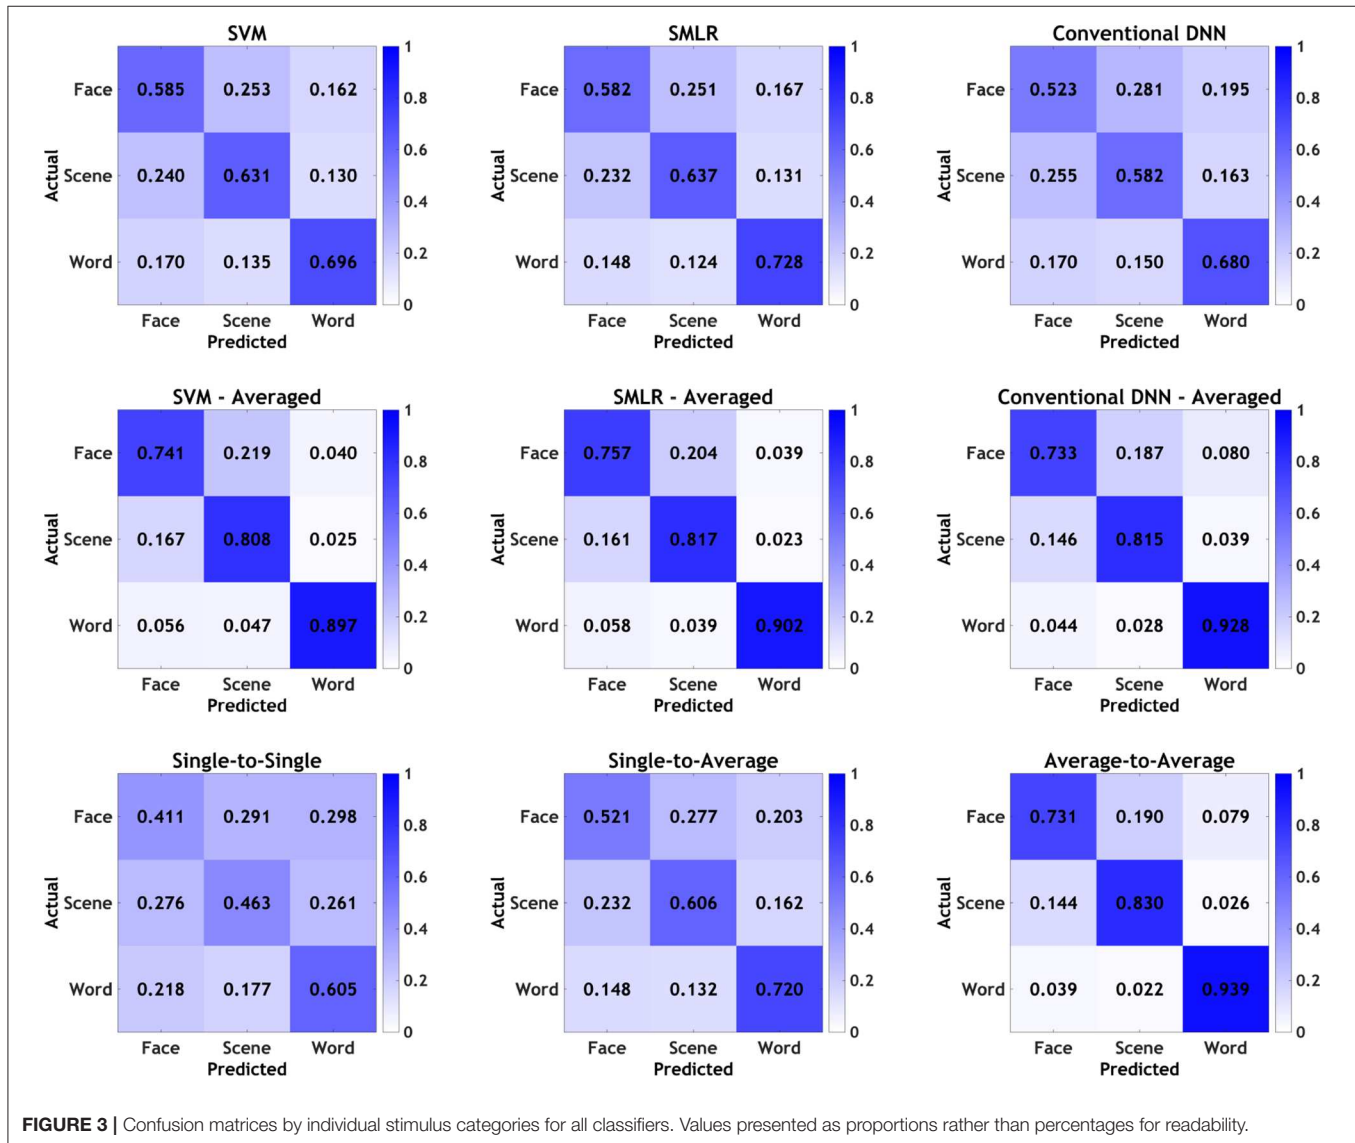 SVM SMLR Conventional DNN
1 1 1
Face 0.585 0.253 0.162 Face 0.582 0.251 0.167 Face 0.523 0.281 0.195
0.8 0.8 0.8
0.6 0.6 0.6
Actual Scene 0.240 0.631 0.130 Actual Scene 0.232 0.637 0.131 Actual Scene 0.255 0.582 0.163
0.4 0.4 0.4
0.2 0.2 0.2
Word 0.170 0.135 0.696 Word 0.148 0.124 0.728 Word 0.170 0.150 0.680
0 0 0
Face Scene Word Face Scene Word Face Scene Word
Predicted Predicted Predicted
SVM - Averaged SMLR - Averaged Conventional DNN - Averaged
1 1 1
Face 0.741 0.219 0.040 Face 0.757 0.204 0.039 Face 0.733 0.187 0.080
0.8 0.8 0.8
0.6 0.6 0.6
Actual Scene 0.167 0.808 0.025 Actual Scene 0.161 0.817 0.023 Actual Scene 0.146 0.815 0.039
0.4 0.4 0.4
0.2 0.2 0.2
Word 0.056 0.047 0.897 Word 0.058 0.039 0.902 Word 0.044 0.028 0.928
0 0 0
Face Scene Word Face Scene Word Face Scene Word
Predicted Predicted Predicted
Single-to-Single Single-to-Average Average-to-Average
1 1 1
Face 0.411 0.291 0.298 Face 0.521 0.277 0.203 Face 0.731 0.190 0.079
0.8 0.8 0.8
0.6 0.6 0.6
Actual Scene 0.276 0.463 0.261 Actual Scene 0.232 0.606 0.162 Actual Scene 0.144 0.830 0.026
0.4 0.4 0.4
0.2 0.2 0.2
Word 0.218 0.177 0.605 Word 0.148 0.132 0.720 Word 0.039 0.022 0.939
0 0 0
Face Scene Word Face Scene Word Face Scene Word
Predicted Predicted Predicted
FIGURE 3 | Confusion matrices by individual stimulus categories for all classifiers. Values presented as proportions rather than percentages for readability.